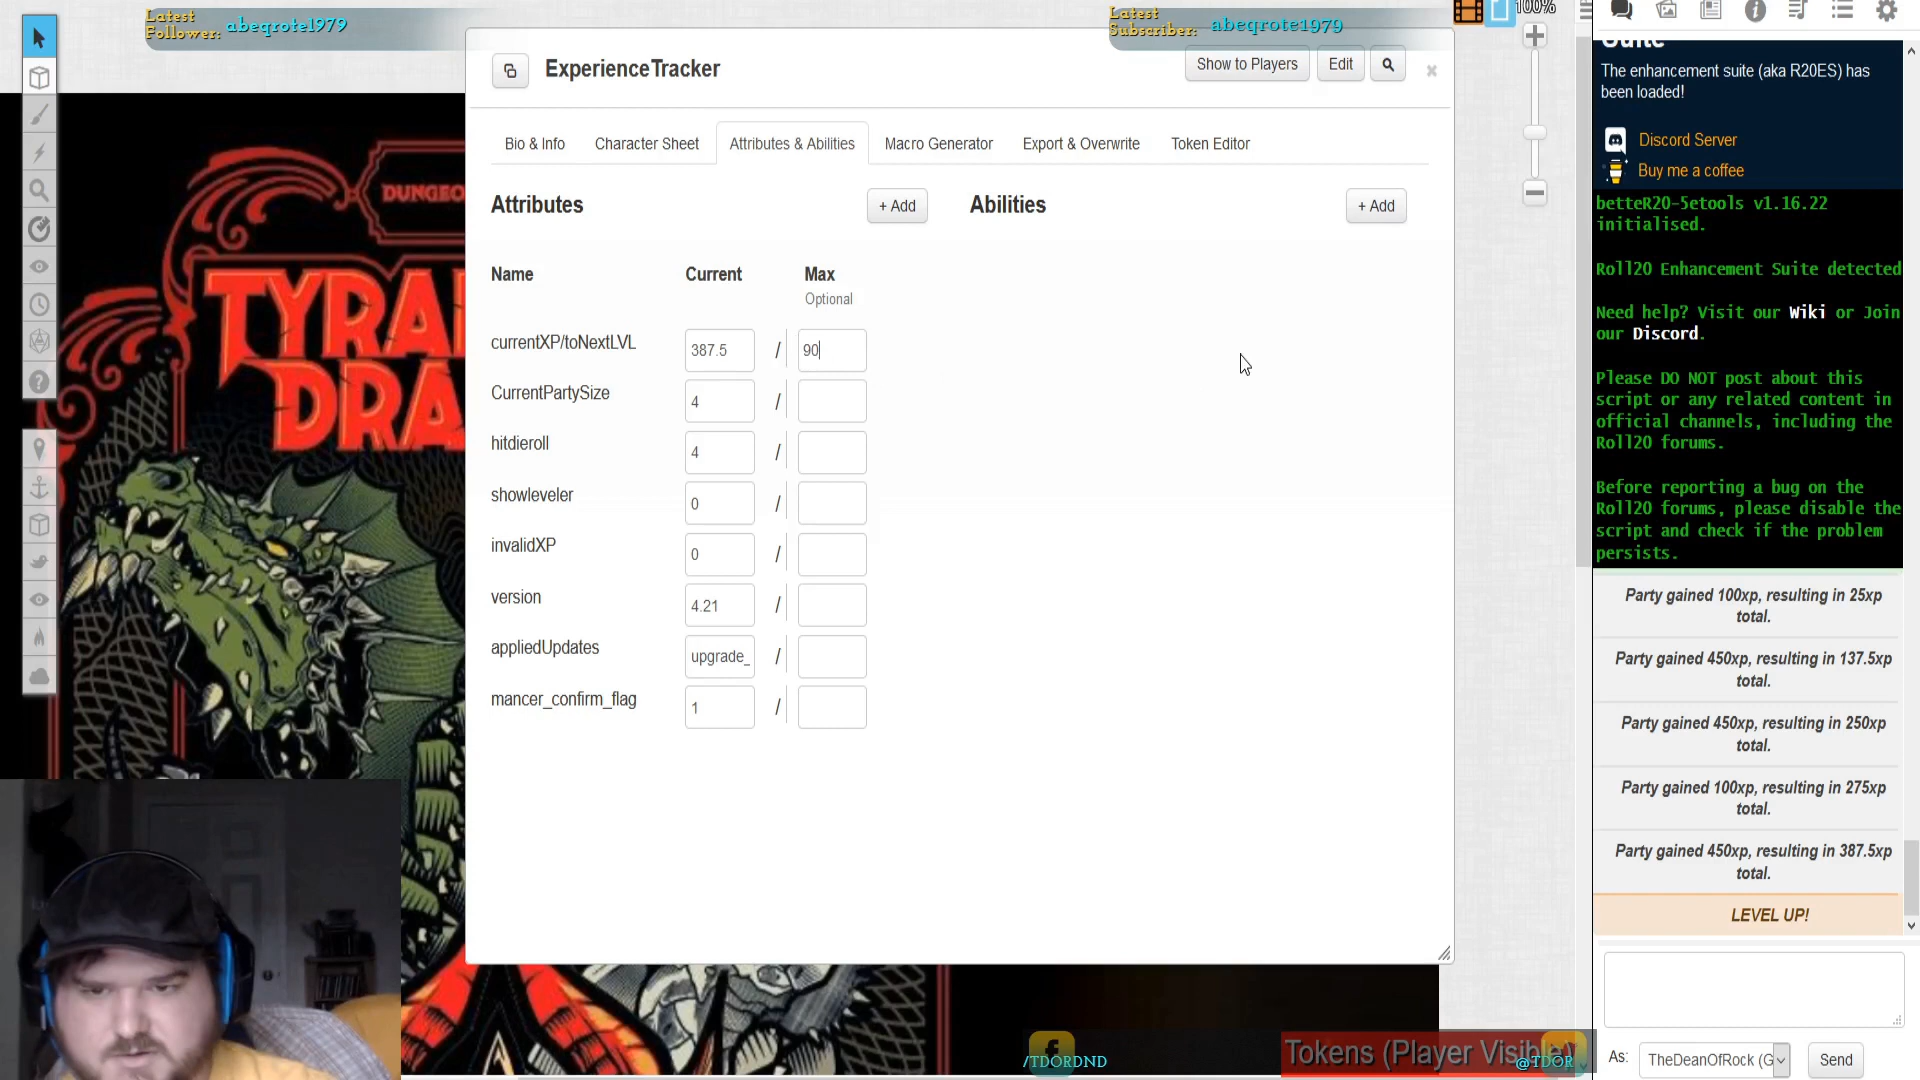 Latest
Follower: abeqrote1979
Latest
Subscriber: abeqrote1979
100%
ExperienceTracker
Show to Players
Edit
Bio & Info
Character Sheet
Attributes & Abilities
Macro Generator
Export & Overwrite
Token Editor
Attributes
+ Add
Abilities
+ Add
Name
Current
Max
Optional
currentXP/toNextLVL 387.5 / 90
CurrentPartySize 4 /
hitdieroll 4 /
showleveler 0 /
invalidXP 0 /
version 4.21 /
appliedUpdates upgrade_ /
mancer_confirm_flag 1 /
DUNGEO
TYRA
DRA
Suite
The enhancement suite (aka R20ES) has
been loaded!
Discord Server
Buy me a coffee
betteR20-5etools v1.16.22
initialised.
Roll20 Enhancement Suite detected
Need help? Visit our Wiki or Join
our Discord.
Please DO NOT post about this
script or any related content in
official channels, including the
Roll20 forums.
Before reporting a bug on the
Roll20 forums, please disable the
script and check if the problem
persists.
Party gained 100xp, resulting in 25xp
total.
Party gained 450xp, resulting in 137.5xp
total.
Party gained 450xp, resulting in 250xp
total.
Party gained 100xp, resulting in 275xp
total.
Party gained 450xp, resulting in 387.5xp
total.
LEVEL UP!
As: TheDeanOfRock (G
Send
/TDORDND
Tokens (Player Visible)
@TDOR